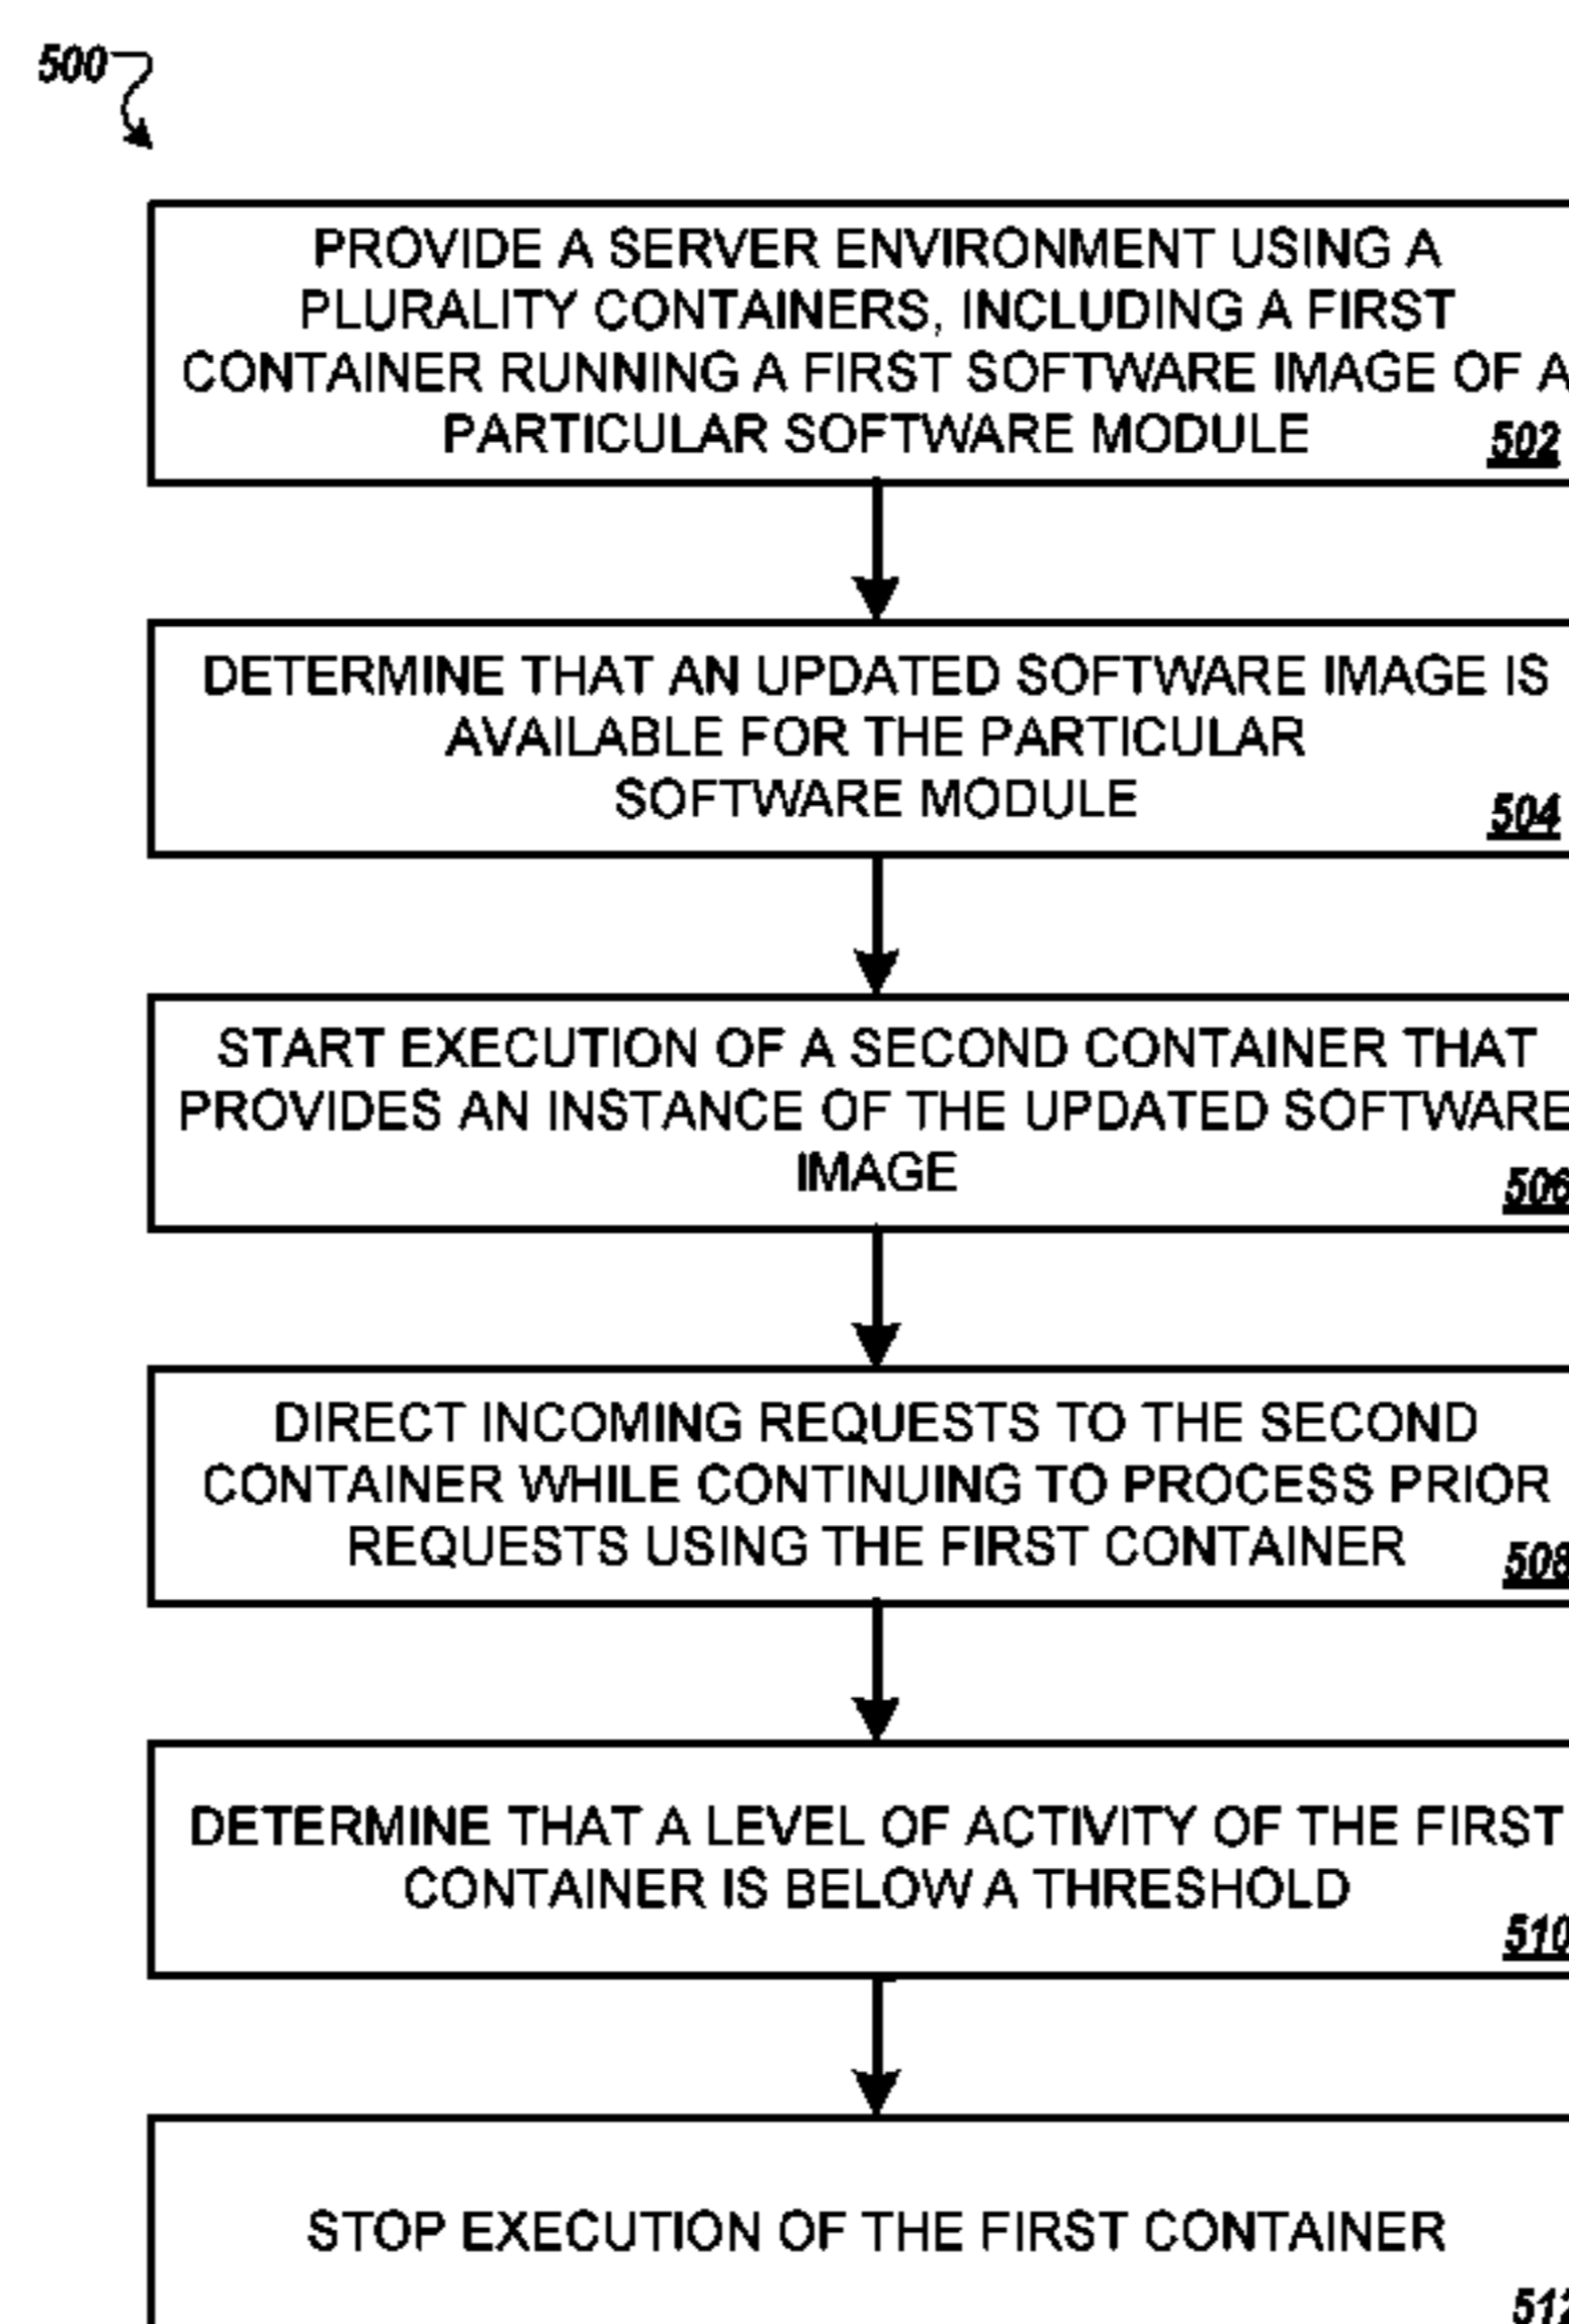 500
PROVIDE A SERVER ENVIRONMENT USING A
PLURALITY CONTAINERS, INCLUDING A FIRST
CONTAINER RUNNING A FIRST SOFTWARE IMAGE OF A
PARTICULAR SOFTWARE MODULE
502
DETERMINE THAT AN UPDATED SOFTWARE IMAGE IS
AVAILABLE FOR THE PARTICULAR
SOFTWARE MODULE
504
START EXECUTION OF A SECOND CONTAINER THAT
PROVIDES AN INSTANCE OF THE UPDATED SOFTWARE
IMAGE
506
DIRECT INCOMING REQUESTS TO THE SECOND
CONTAINER WHILE CONTINUING TO PROCESS PRIOR
REQUESTS USING THE FIRST CONTAINER
508
DETERMINE THAT A LEVEL OF ACTIVITY OF THE FIRST
CONTAINER IS BELOW A THRESHOLD
510
STOP EXECUTION OF THE FIRST CONTAINER
512